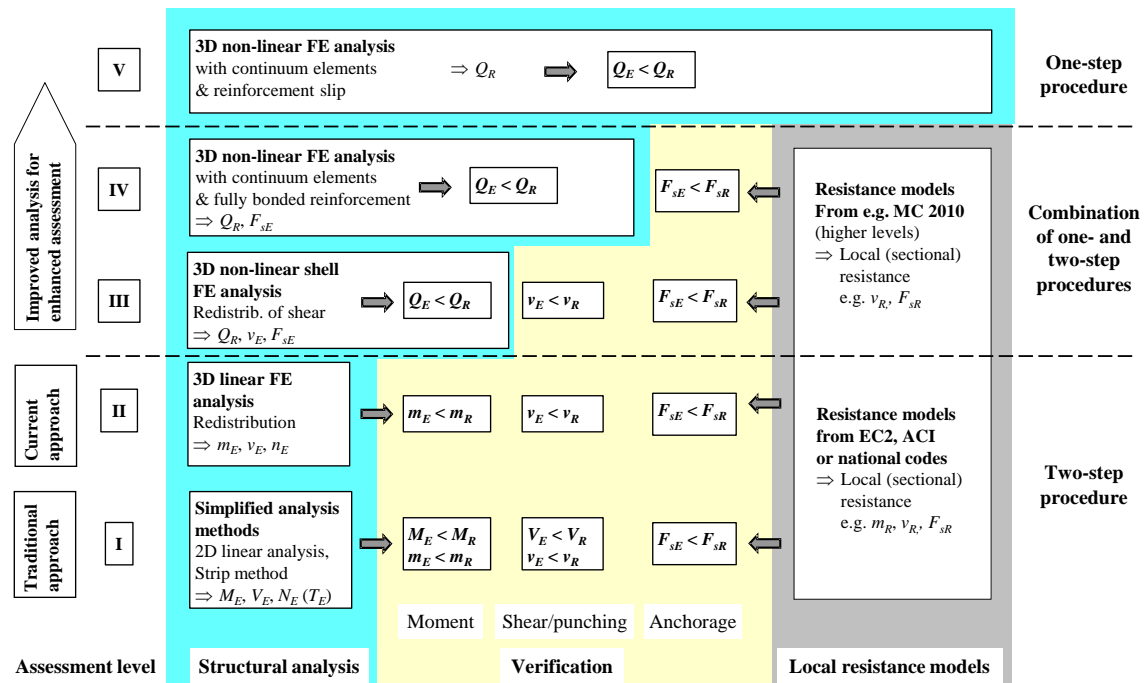 V
3D non-linear FE analysis
with continuum elements
& reinforcement slip
⇒ Q_R
Q_E < Q_R
One-step
procedure
Improved analysis for
enhanced assessment
IV
3D non-linear FE analysis
with continuum elements
& fully bonded reinforcement
⇒ Q_R, F_sE
Q_E < Q_R
F_sE < F_sR
Resistance models
From e.g. MC 2010
(higher levels)
⇒ Local (sectional)
resistance
e.g. v_R, F_sR
Combination
of one- and
two-step
procedures
III
3D non-linear shell
FE analysis
Redistrib. of shear
⇒ Q_R, v_E, F_sE
Q_E < Q_R
v_E < v_R
F_sE < F_sR
Current
approach
II
3D linear FE
analysis
Redistribution
⇒ m_E, v_E, n_E
m_E < m_R
v_E < v_R
F_sE < F_sR
Resistance models
from EC2, ACI
or national codes
⇒ Local (sectional)
resistance
e.g. m_R, v_R, F_sR
Two-step
procedure
Traditional
approach
I
Simplified analysis
methods
2D linear analysis,
Strip method
⇒ M_E, V_E, N_E (T_E)
M_E < M_R
m_E < m_R
V_E < V_R
v_E < v_R
F_sE < F_sR
Moment
Shear/punching
Anchorage
Assessment level
Structural analysis
Verification
Local resistance models